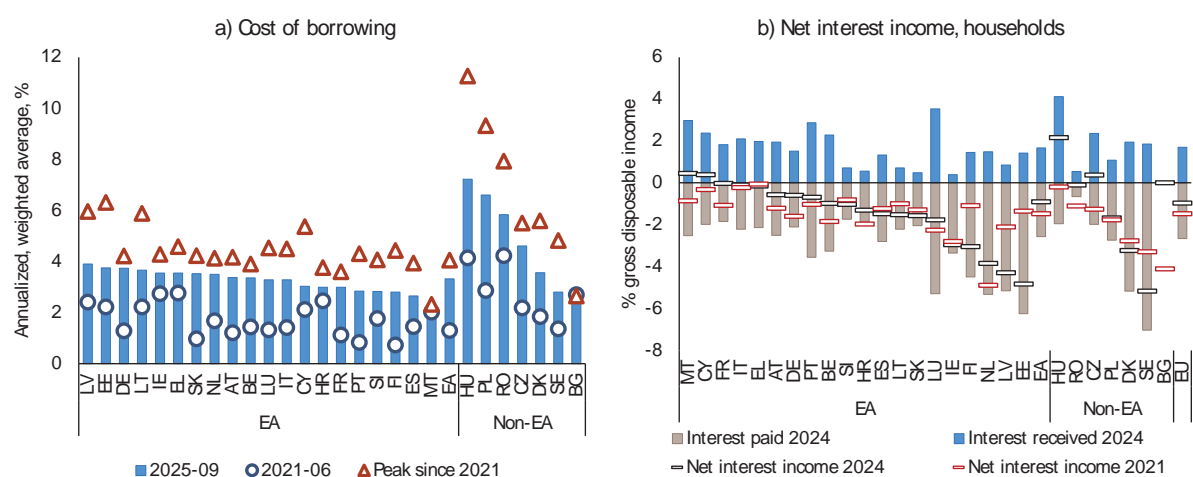 a) Cost of borrowing
Annualized, weighted average, %
12
10
8
6
4
2
0
LV EE DE LT IE EL SK NL AT BE LU IT CY HR FR PT SI FI ES MT EA HU PL RO CZ DK SE BG
EA Non-EA
2025-09 2021-06 Peak since 2021
b) Net interest income, households
% gross disposable income
6
4
2
0
-2
-4
-6
-8
MT CY FR IT EL AT DE PT BE SI HR ES LT SK LU IE FI NL LV EE EA HU RO CZ PL DK SE BG EU
EA Non-EA
Interest paid 2024 Interest received 2024
Net interest income 2024 Net interest income 2021